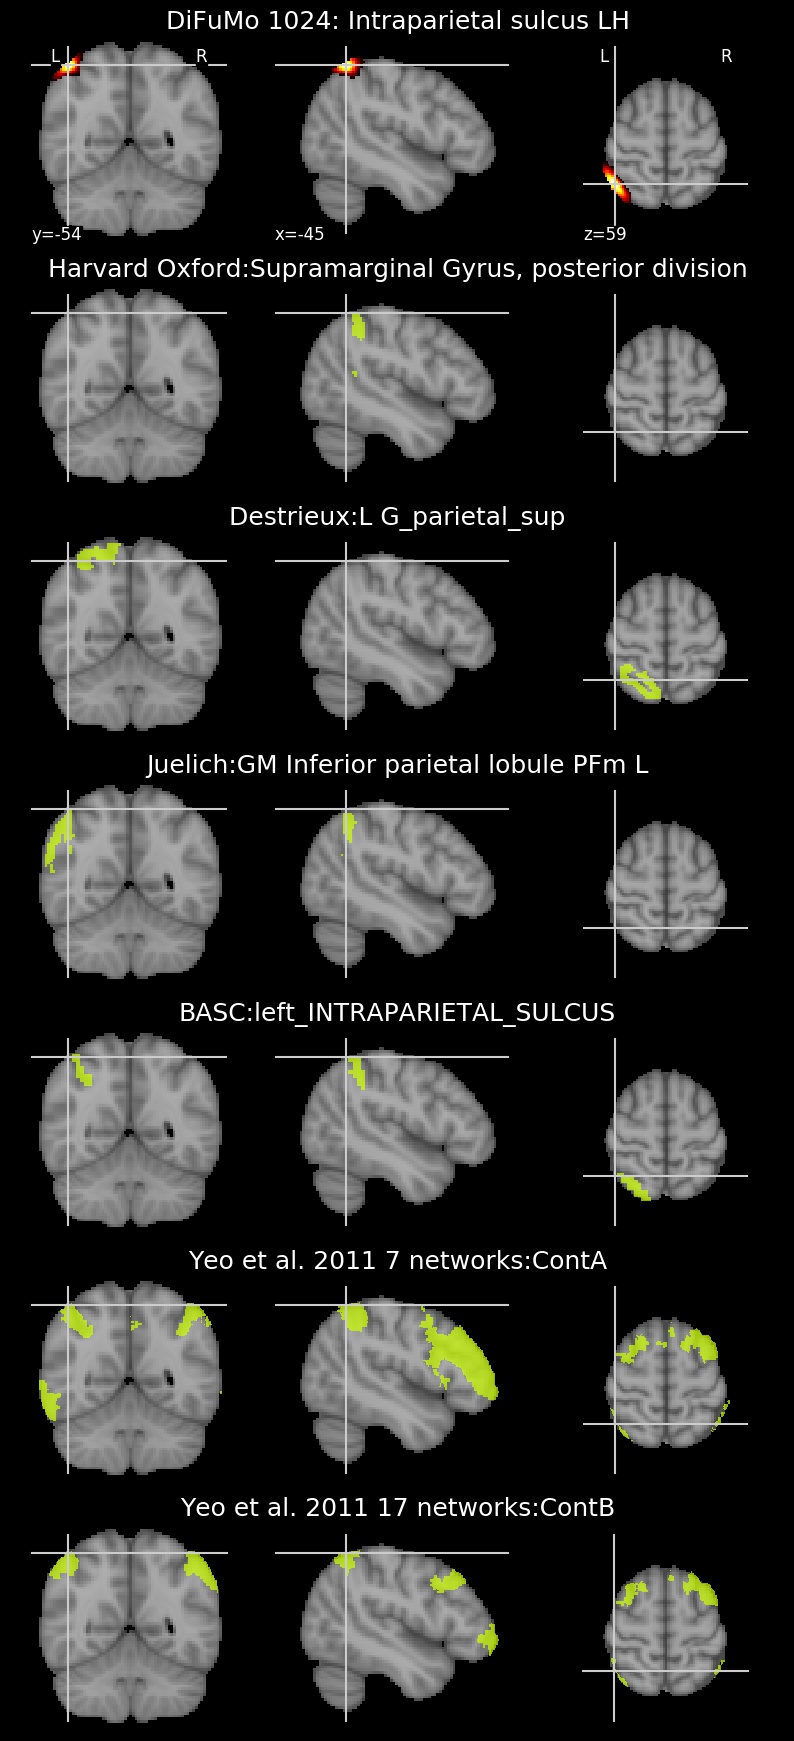 DiFuMo 1024: Intraparietal sulcus LH
L R L R
y=-54 x=-45 z=59
Harvard Oxford:Supramarginal Gyrus, posterior division
Destrieux:L G_parietal_sup
Juelich:GM Inferior parietal lobule PFm L
BASC:left_INTRAPARIETAL_SULCUS
Yeo et al. 2011 7 networks:ContA
Yeo et al. 2011 17 networks:ContB